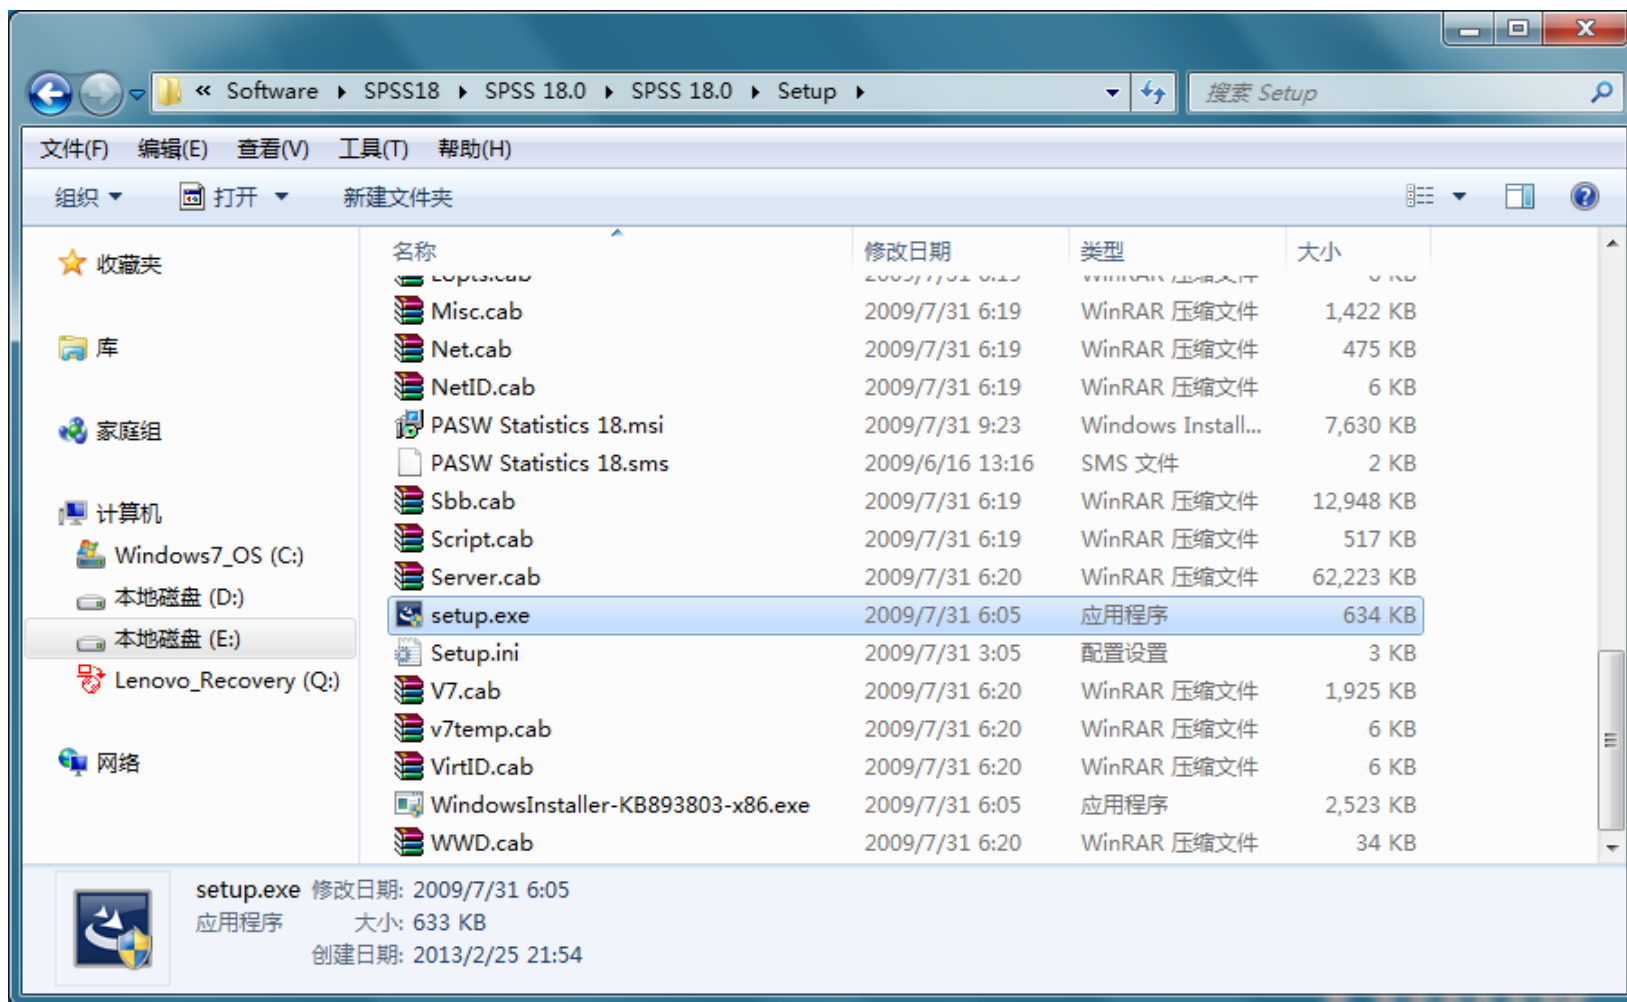 « Software ▸ SPSS18 ▸ SPSS 18.0 ▸ SPSS 18.0 ▸ Setup ▸ 搜索 Setup
文件(F) 编辑(E) 查看(V) 工具(T) 帮助(H)
组织 打开 新建文件夹
收藏夹
库
家庭组
计算机
Windows7_OS (C:)
本地磁盘 (D:)
本地磁盘 (E:)
Lenovo_Recovery (Q:)
网络
名称 修改日期 类型 大小
Misc.cab 2009/7/31 6:19 WinRAR 压缩文件 1,422 KB
Net.cab 2009/7/31 6:19 WinRAR 压缩文件 475 KB
NetID.cab 2009/7/31 6:19 WinRAR 压缩文件 6 KB
PASW Statistics 18.msi 2009/7/31 9:23 Windows Install... 7,630 KB
PASW Statistics 18.sms 2009/6/16 13:16 SMS 文件 2 KB
Sbb.cab 2009/7/31 6:19 WinRAR 压缩文件 12,948 KB
Script.cab 2009/7/31 6:19 WinRAR 压缩文件 517 KB
Server.cab 2009/7/31 6:20 WinRAR 压缩文件 62,223 KB
setup.exe 2009/7/31 6:05 应用程序 634 KB
Setup.ini 2009/7/31 3:05 配置设置 3 KB
V7.cab 2009/7/31 6:20 WinRAR 压缩文件 1,925 KB
v7temp.cab 2009/7/31 6:20 WinRAR 压缩文件 6 KB
VirtID.cab 2009/7/31 6:20 WinRAR 压缩文件 6 KB
WindowsInstaller-KB893803-x86.exe 2009/7/31 6:05 应用程序 2,523 KB
WWD.cab 2009/7/31 6:20 WinRAR 压缩文件 34 KB
setup.exe 修改日期: 2009/7/31 6:05
应用程序 大小: 633 KB
创建日期: 2013/2/25 21:54